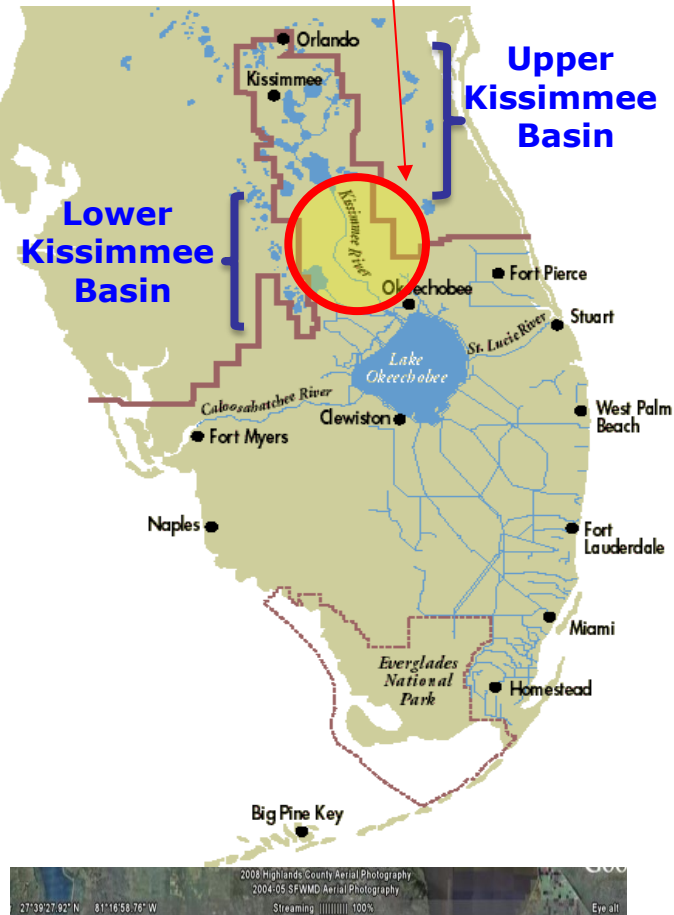 Orlando
Kissimmee
Upper
Kissimmee
Basin
Kissimmee River
Lower
Kissimmee
Basin
Fort Pierce
Okeechobee
Stuart
St. Lucie River
Lake
Okeechobee
Caloosahatchee River
Clewiston
West Palm
Beach
Fort Myers
Naples
Fort
Lauderdale
Miami
Everglades
National
Park
Homestead
Big Pine Key
2008 Highlands County Aerial Photography
2004-05 SFWMD Aerial Photography
27°39'27.92" N 81°16'58.76" W Streaming |||||||||| 100% Eye alt